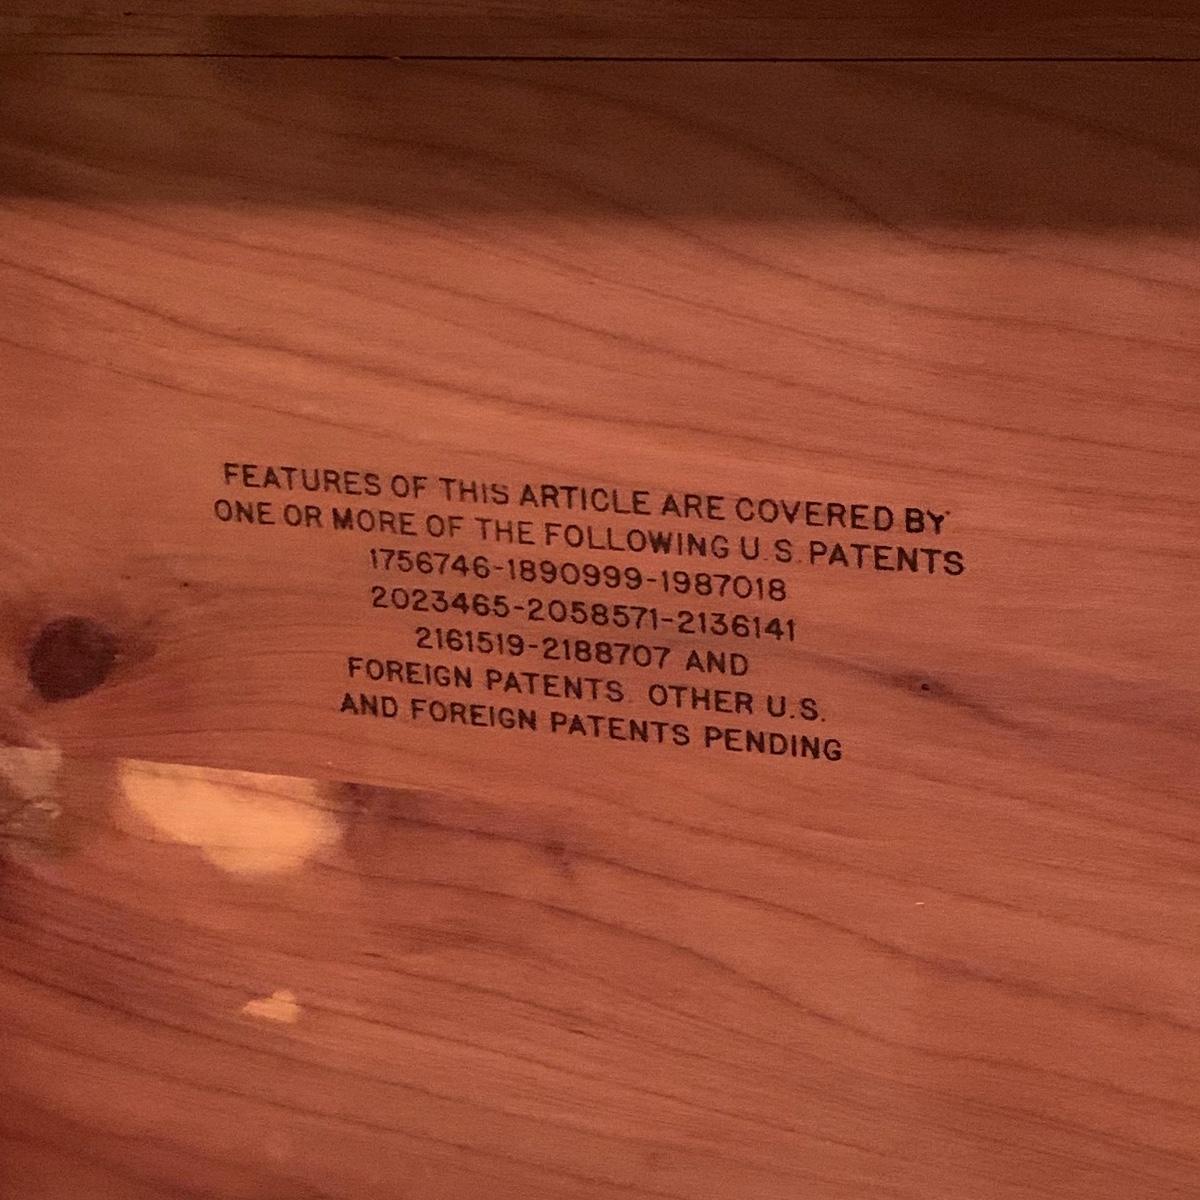 FEATURES OF THIS ARTICLE ARE COVERED BY
ONE OR MORE OF THE FOLLOWING U.S. PATENTS
1756746-1890999-1987018
2023465-2058571-2136141
2161519-2188707 AND
FOREIGN PATENTS. OTHER U.S.
AND FOREIGN PATENTS PENDING